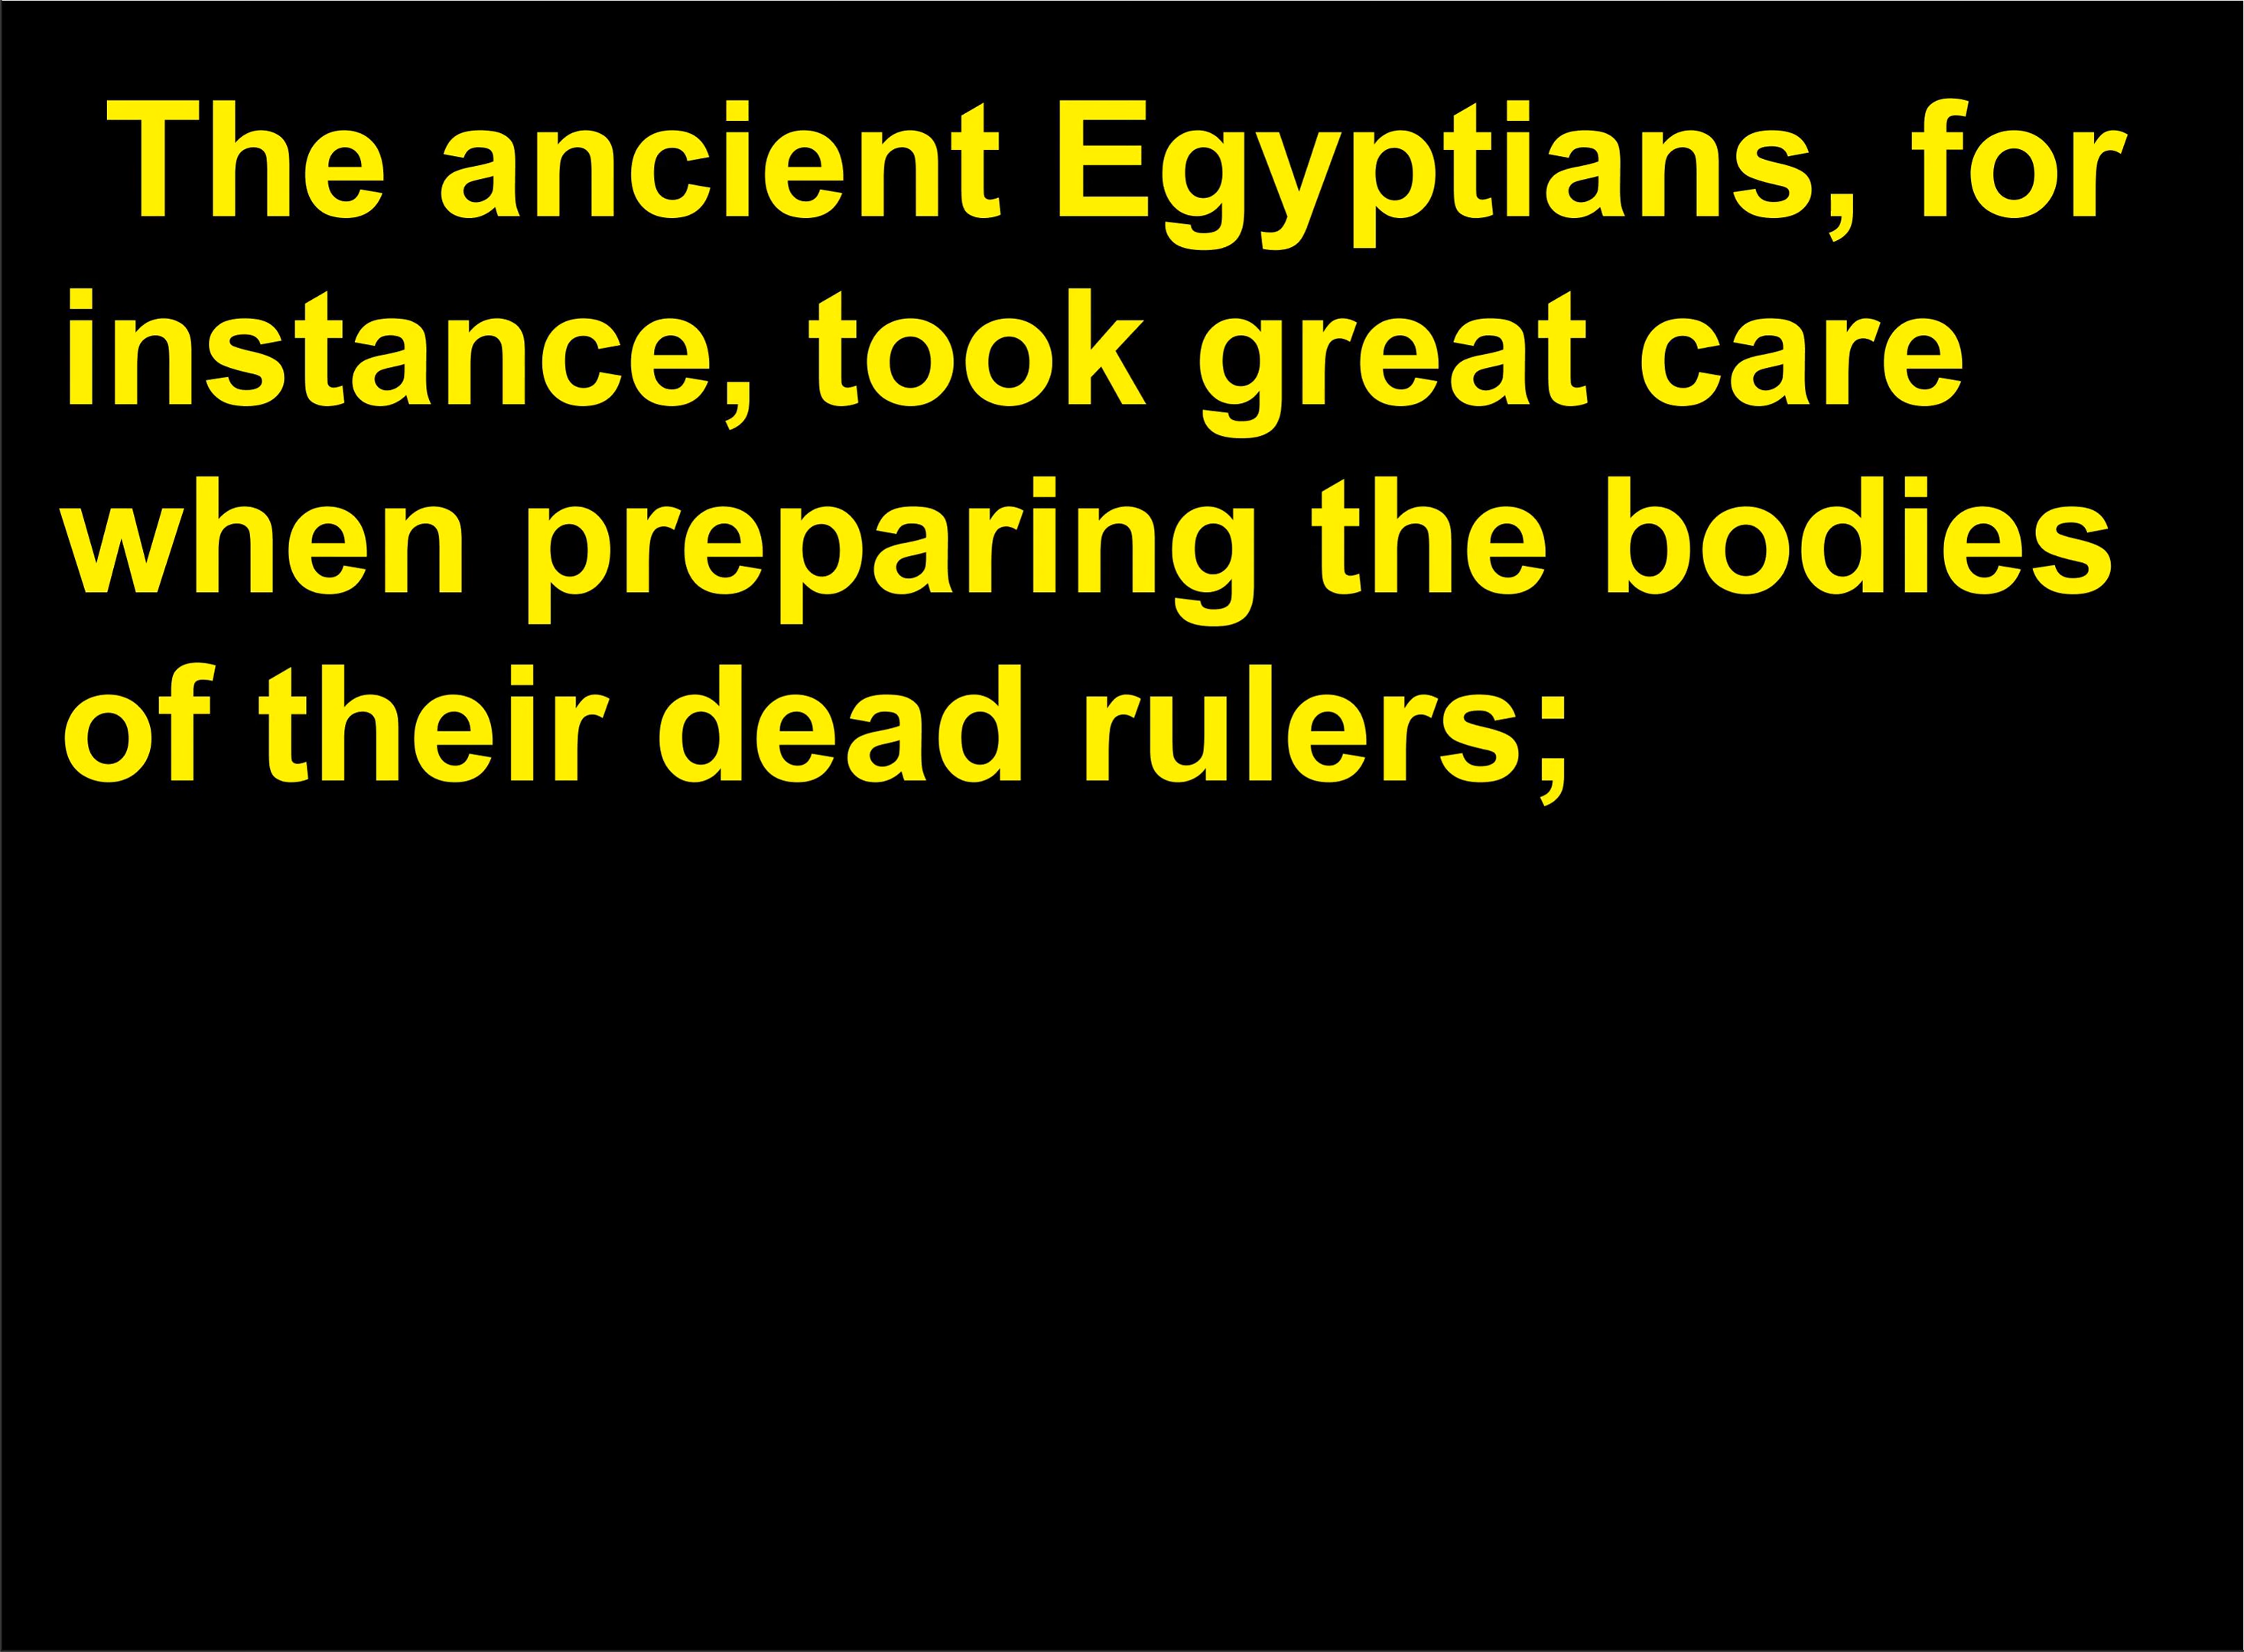 The ancient Egyptians, for
instance, took great care
when preparing the bodies
of their dead rulers;